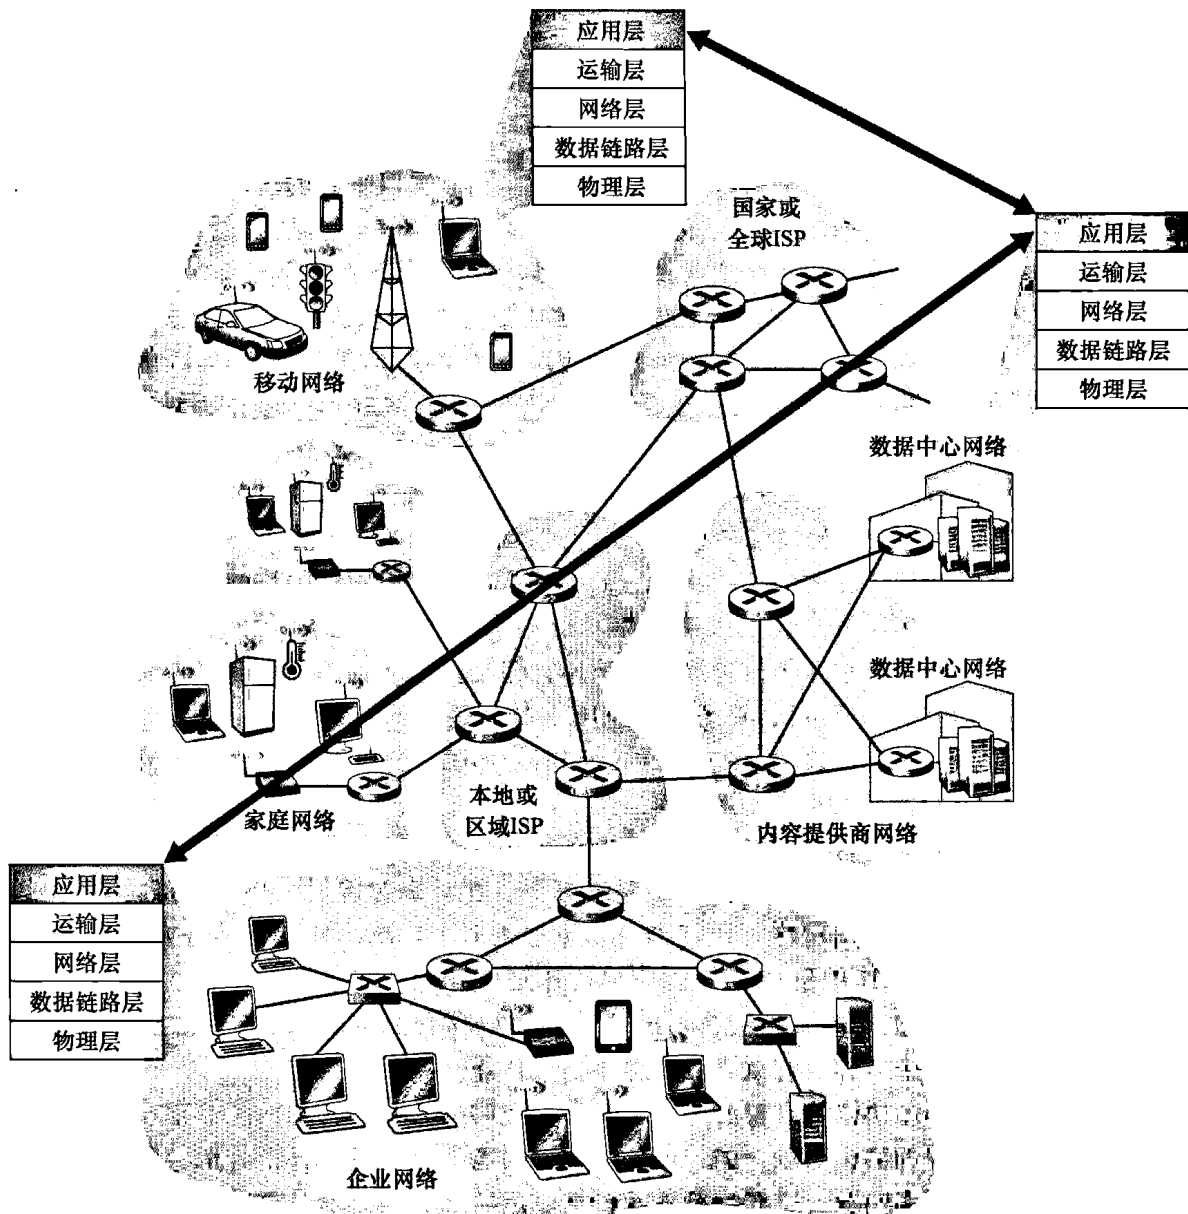 应用层
运输层
网络层
数据链路层
物理层
国家或
全球ISP
应用层
运输层
网络层
数据链路层
物理层
移动网络
数据中心网络
数据中心网络
家庭网络
本地或
区域ISP
内容提供商网络
应用层
运输层
网络层
数据链路层
物理层
企业网络